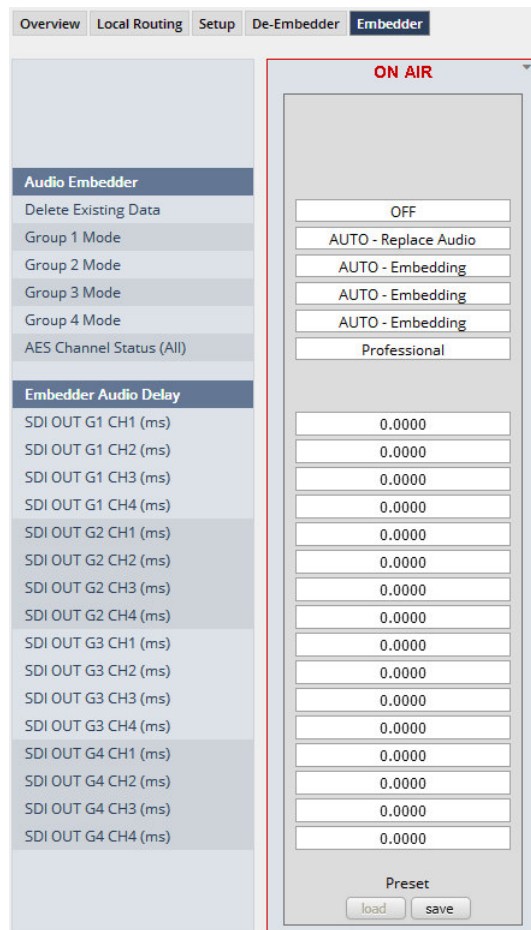 Overview Local Routing Setup De-Embedder Embedder
ON AIR
Audio Embedder
Delete Existing Data OFF
Group 1 Mode AUTO - Replace Audio
Group 2 Mode AUTO - Embedding
Group 3 Mode AUTO - Embedding
Group 4 Mode AUTO - Embedding
AES Channel Status (All) Professional
Embedder Audio Delay
SDI OUT G1 CH1 (ms) 0.0000
SDI OUT G1 CH2 (ms) 0.0000
SDI OUT G1 CH3 (ms) 0.0000
SDI OUT G1 CH4 (ms) 0.0000
SDI OUT G2 CH1 (ms) 0.0000
SDI OUT G2 CH2 (ms) 0.0000
SDI OUT G2 CH3 (ms) 0.0000
SDI OUT G2 CH4 (ms) 0.0000
SDI OUT G3 CH1 (ms) 0.0000
SDI OUT G3 CH2 (ms) 0.0000
SDI OUT G3 CH3 (ms) 0.0000
SDI OUT G3 CH4 (ms) 0.0000
SDI OUT G4 CH1 (ms) 0.0000
SDI OUT G4 CH2 (ms) 0.0000
SDI OUT G4 CH3 (ms) 0.0000
SDI OUT G4 CH4 (ms) 0.0000
Preset
load save